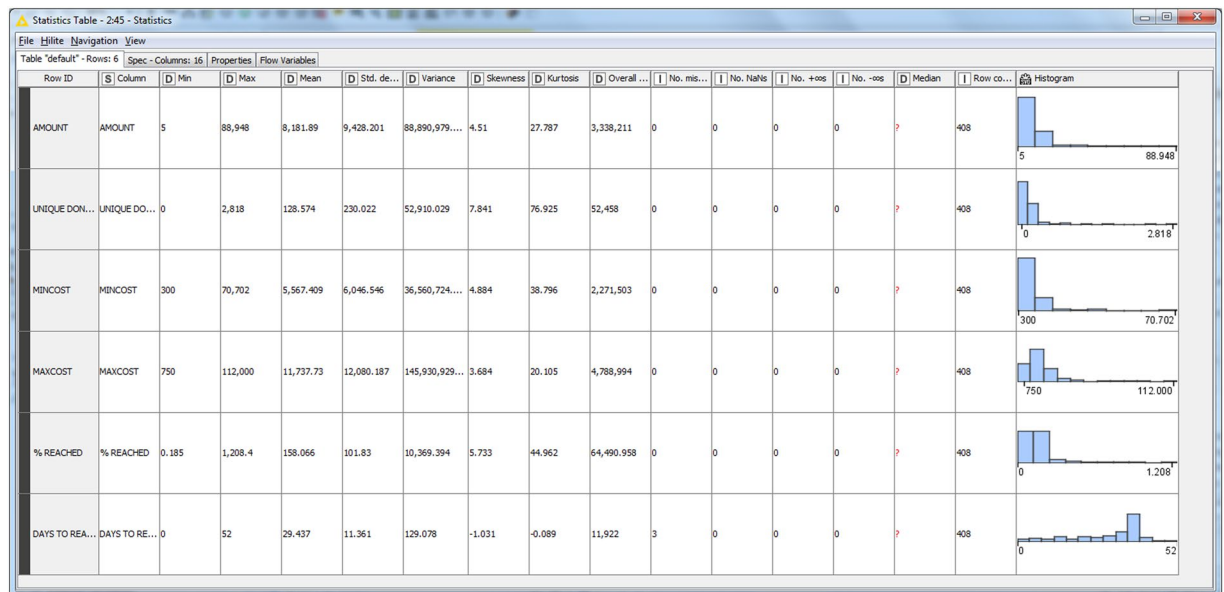 Statistics Table - 2:45 - Statistics
File Hilite Navigation View
Table "default" - Rows: 6 Spec - Columns: 16 Properties Flow Variables
Row ID S Column D Min D Max D Mean D Std. de... D Variance D Skewness D Kurtosis D Overall ... I No. mis... I No. NaNs I No. +∞s I No. -∞s D Median I Row co... Histogram
AMOUNT AMOUNT 5 88,948 8,181.89 9,428.201 88,890,979.... 4.51 27.787 3,338,211 0 0 0 0 ? 408
5 88.948
UNIQUE DON... UNIQUE DO... 0 2,818 128.574 230.022 52,910.029 7.841 76.925 52,458 0 0 0 0 ? 408
0 2.818
MINCOST MINCOST 300 70,702 5,567.409 6,046.546 36,560,724.... 4.884 38.796 2,271,503 0 0 0 0 ? 408
300 70.702
MAXCOST MAXCOST 750 112,000 11,737.73 12,080.187 145,930,929... 3.684 20.105 4,788,994 0 0 0 0 ? 408
750 112.000
% REACHED % REACHED 0.185 1,208.4 158.066 101.83 10,369.394 5.733 44.962 64,490.958 0 0 0 0 ? 408
0 1.208
DAYS TO REA... DAYS TO RE... 0 52 29.437 11.361 129.078 -1.031 -0.089 11,922 3 0 0 0 ? 408
0 52